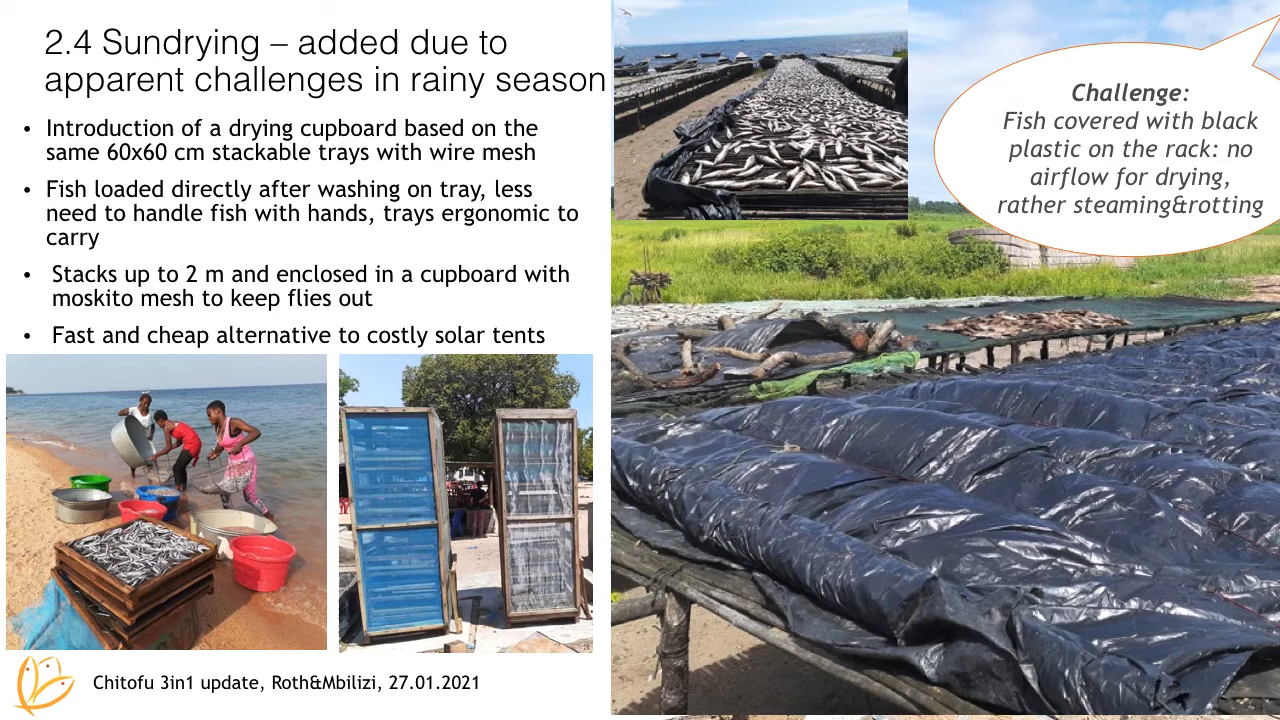 2.4 Sundrying – added due to
apparent challenges in rainy season
• Introduction of a drying cupboard based on the
same 60x60 cm stackable trays with wire mesh
• Fish loaded directly after washing on tray, less
need to handle fish with hands, trays ergonomic to
carry
• Stacks up to 2 m and enclosed in a cupboard with
moskito mesh to keep flies out
• Fast and cheap alternative to costly solar tents
Challenge:
Fish covered with black
plastic on the rack: no
airflow for drying,
rather steaming&rotting
Chitofu 3in1 update, Roth&Mbilizi, 27.01.2021